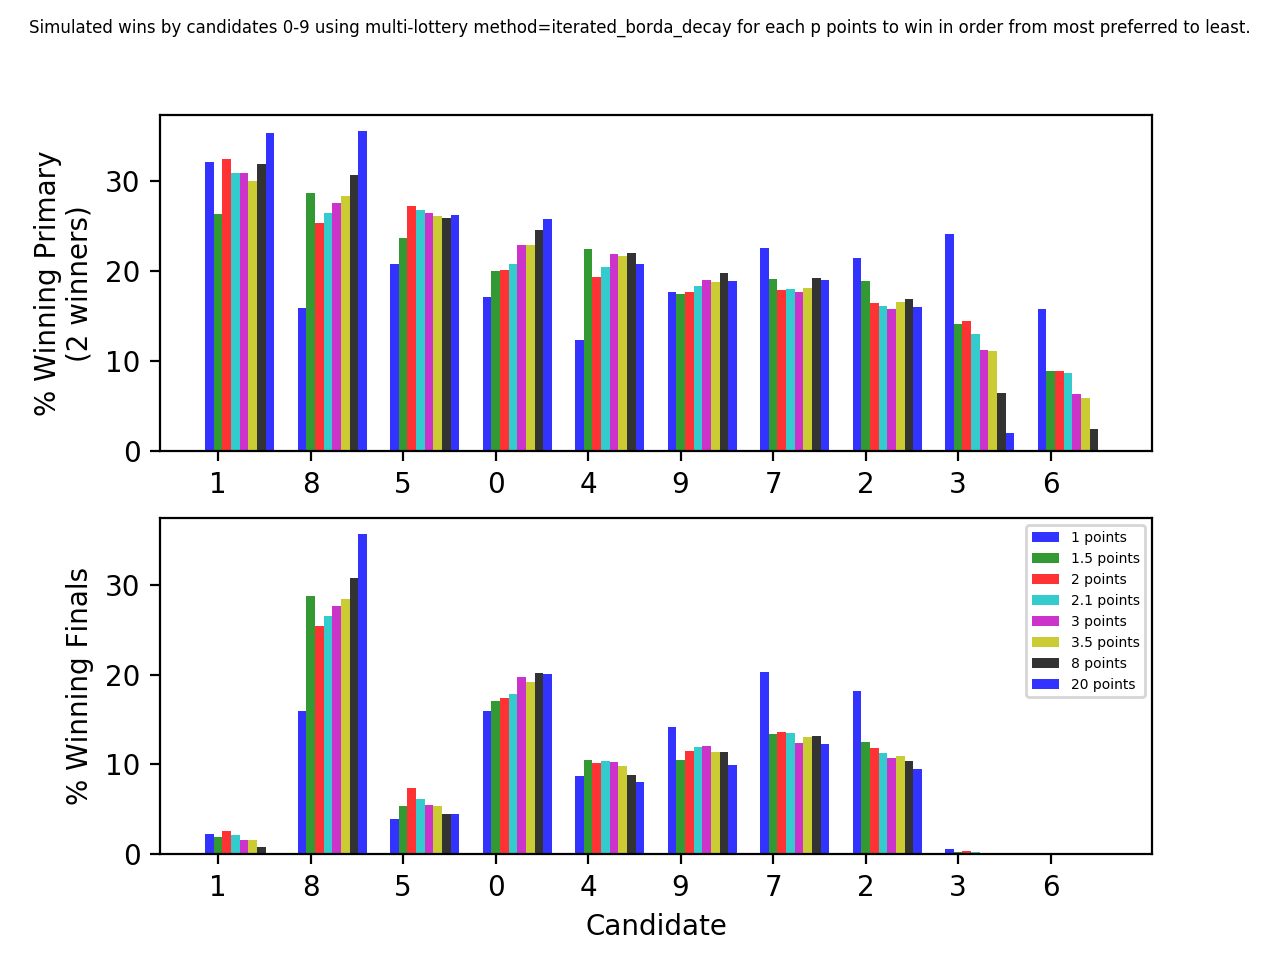 Simulated wins by candidates 0-9 using multi-lottery method=iterated_borda_decay for each p points to win in order from most preferred to least.
% Winning Primary
(2 winners)
30
20
10
0
1 8 5 0 4 9 7 2 3 6
% Winning Finals
30
20
10
0
1 points
1.5 points
2 points
2.1 points
3 points
3.5 points
8 points
20 points
1 8 5 0 4 9 7 2 3 6
Candidate